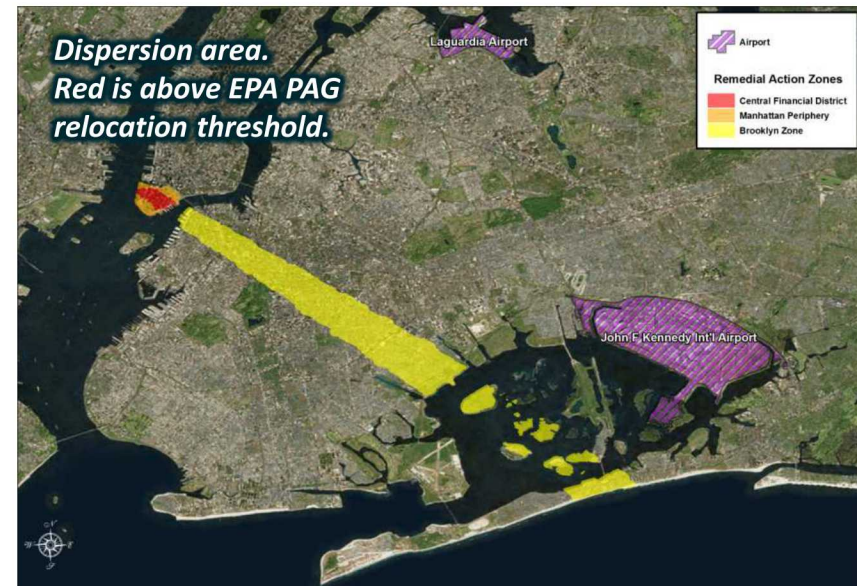 Dispersion area.
Red is above EPA PAG
relocation threshold.
Laguardia Airport
Airport
Remedial Action Zones
Central Financial District
Manhattan Periphery
Brooklyn Zone
John F Kennedy Int'l Airport
N
W
E
S